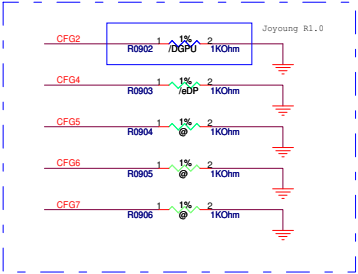 Joyoung R1.0
CFG2 1 1% 2
R0902 /DGPU 1KOhm
CFG4 1 1% 2
R0903 /eDP 1KOhm
CFG5 1 1% 2
R0904 @ 1KOhm
CFG6 1 1% 2
R0905 @ 1KOhm
CFG7 1 1% 2
R0906 @ 1KOhm